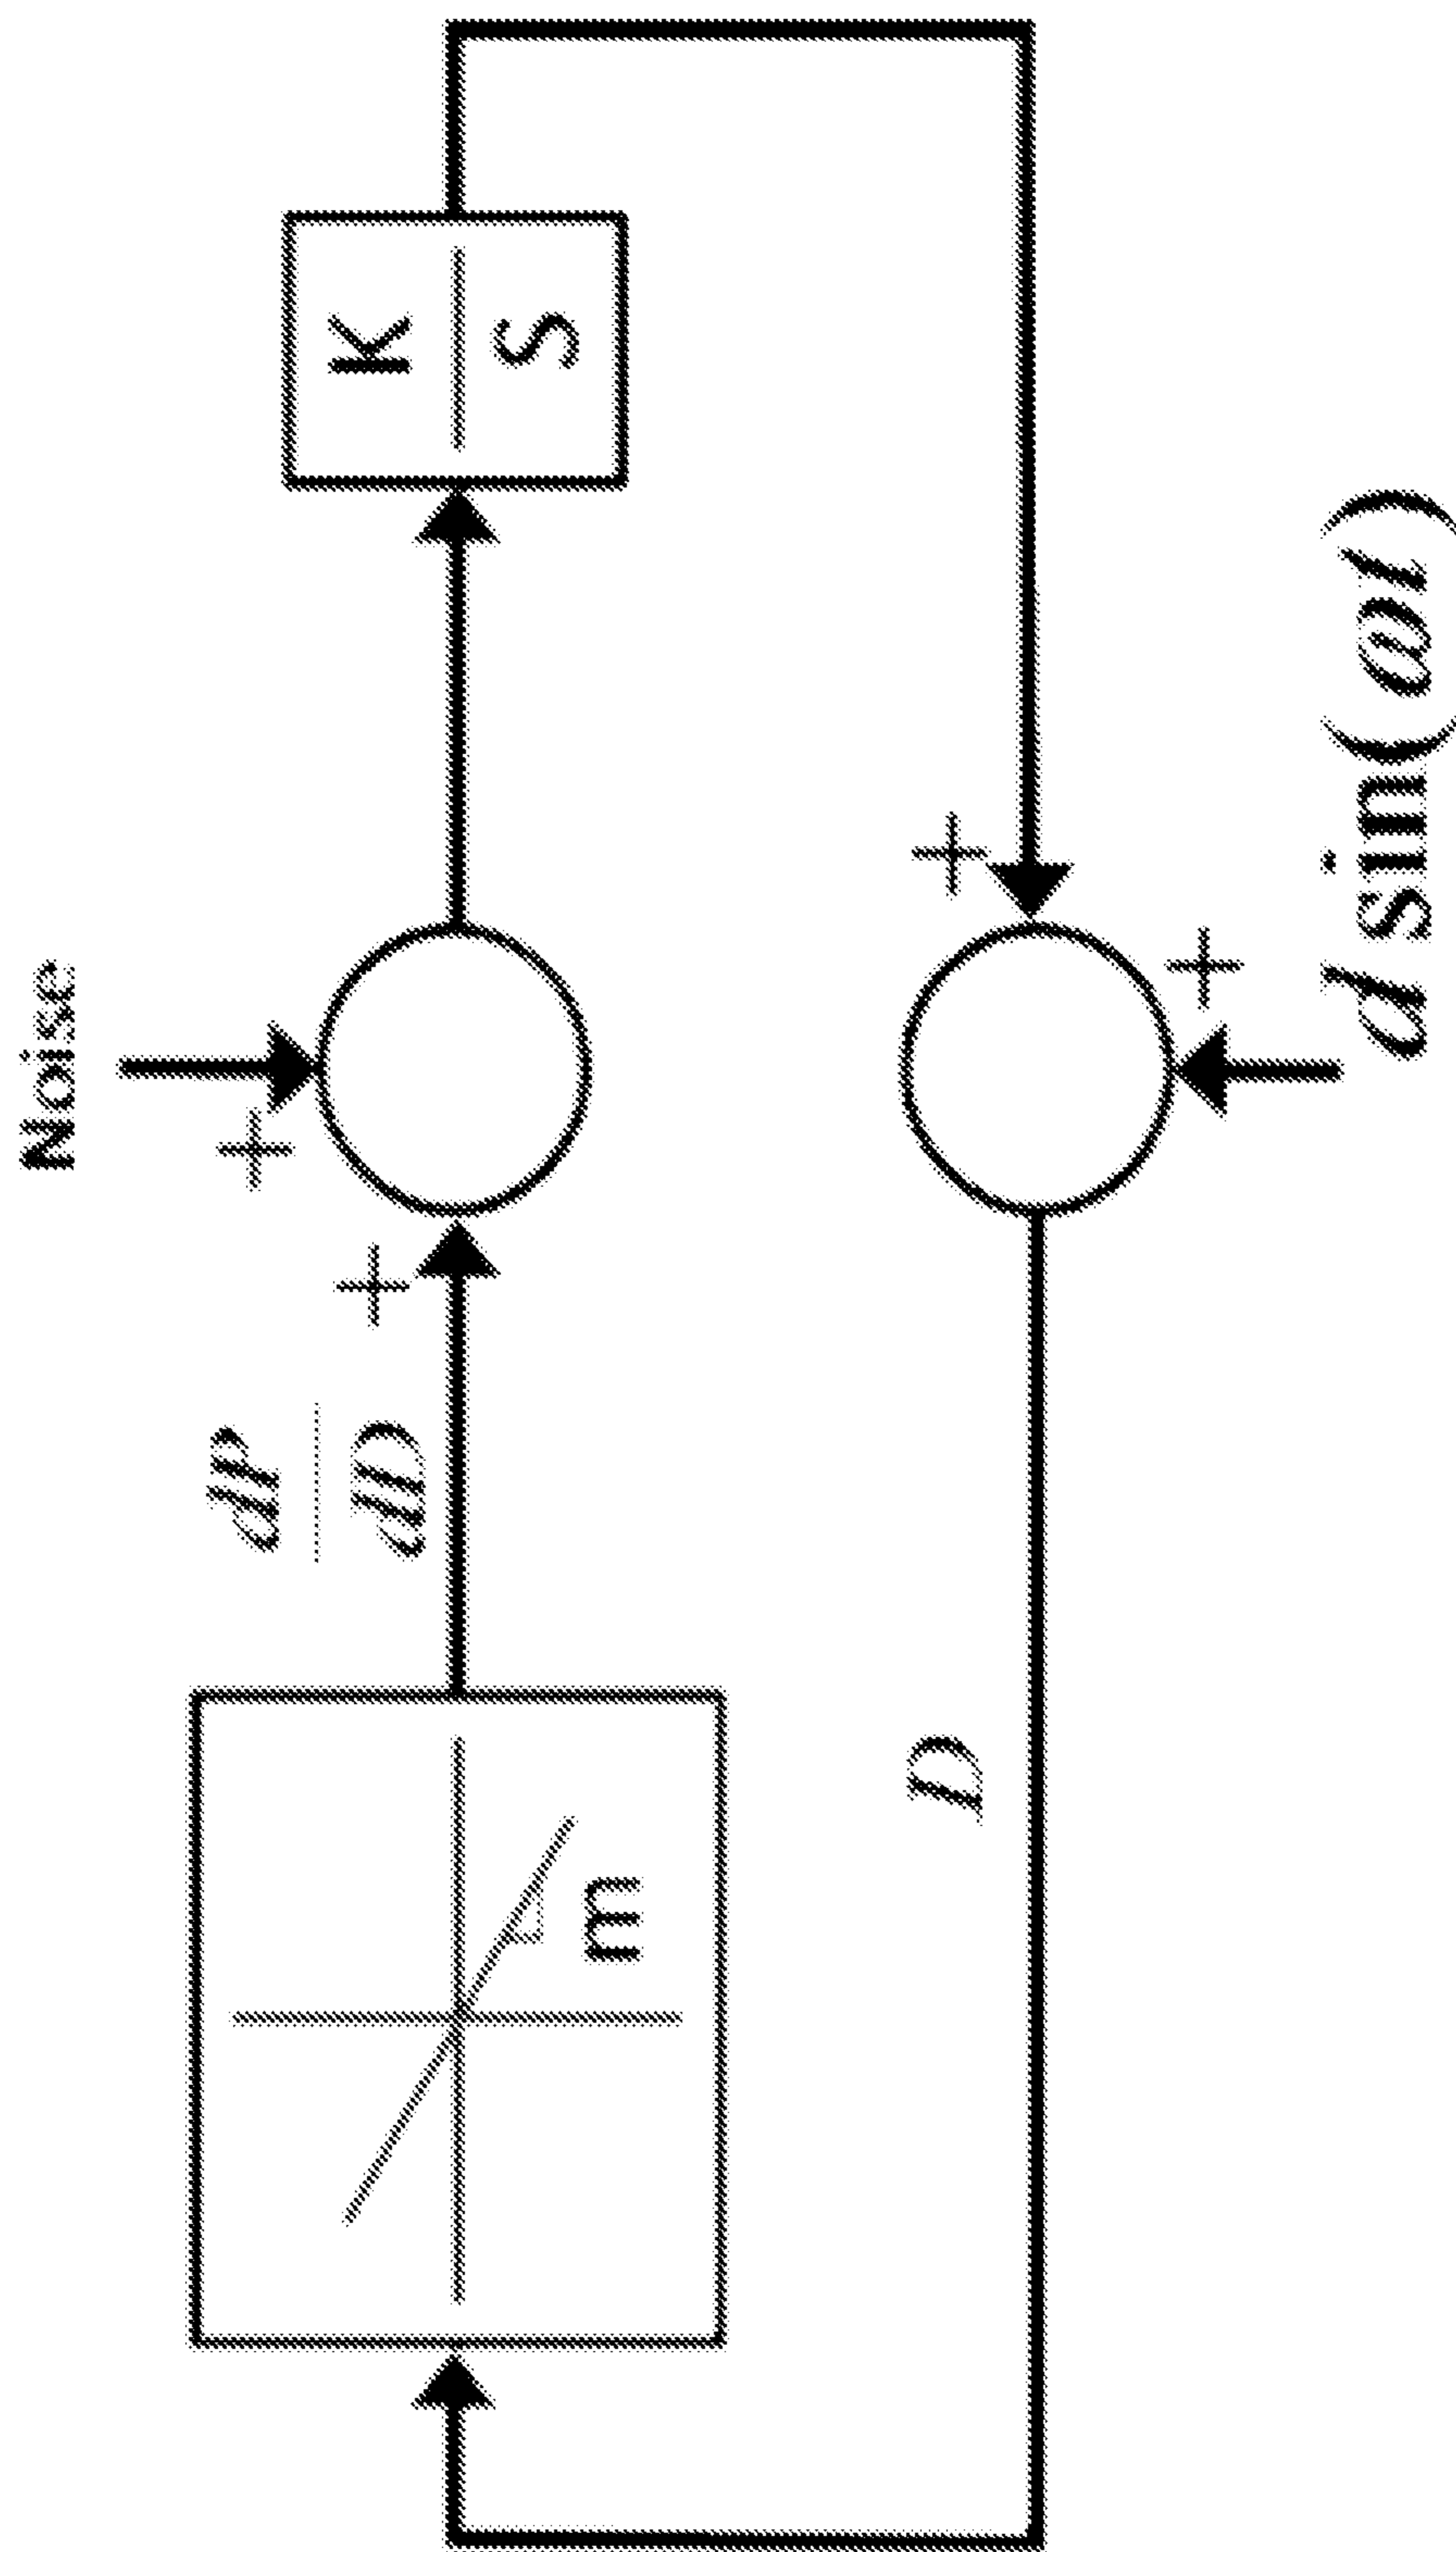 Noise
+
dP
dD
+
K
S
m
D
+
+
d sin( ωt )